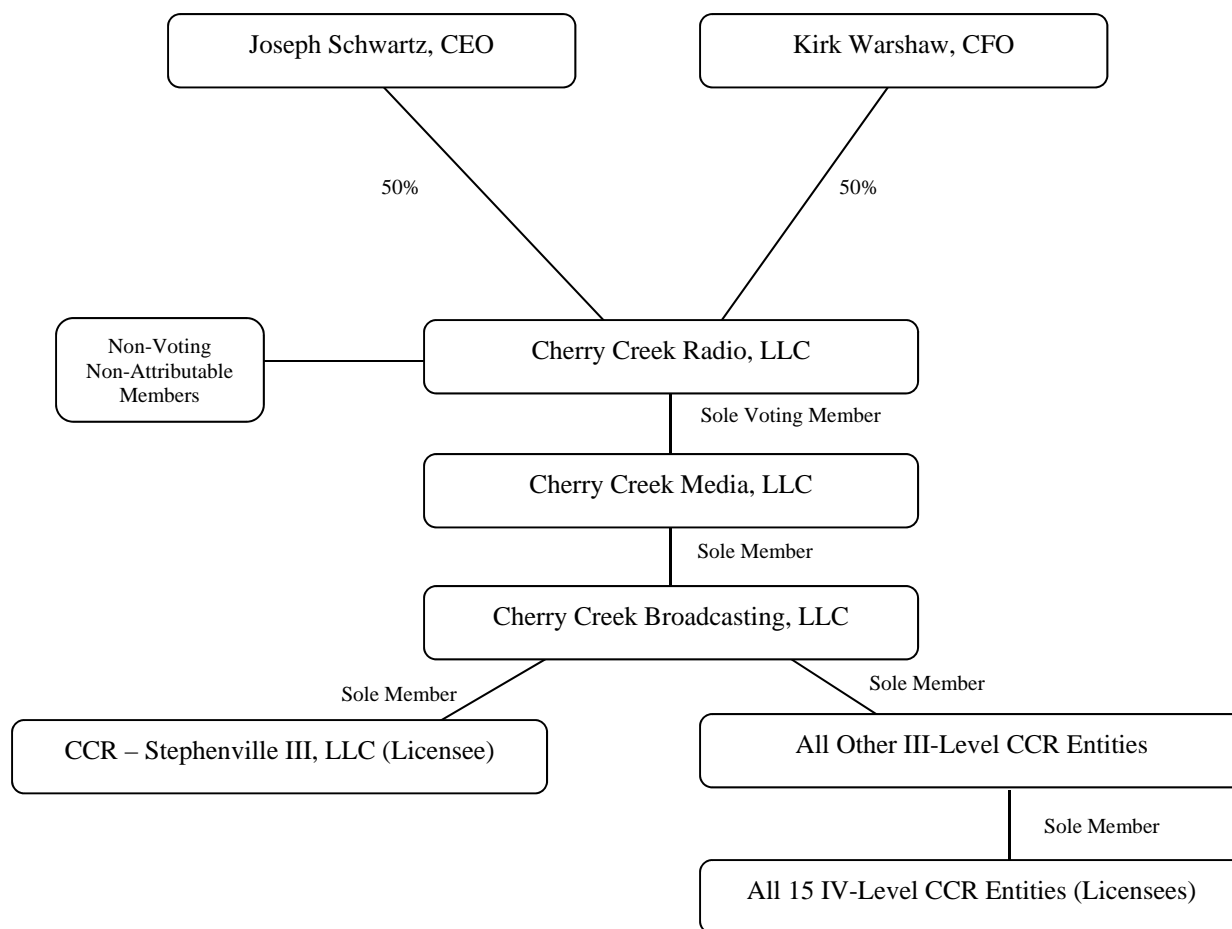 Joseph Schwartz, CEO
Kirk Warshaw, CFO
50%
50%
Non-Voting
Non-Attributable
Members
Cherry Creek Radio, LLC
Sole Voting Member
Cherry Creek Media, LLC
Sole Member
Cherry Creek Broadcasting, LLC
Sole Member
Sole Member
CCR – Stephenville III, LLC (Licensee)
All Other III-Level CCR Entities
Sole Member
All 15 IV-Level CCR Entities (Licensees)